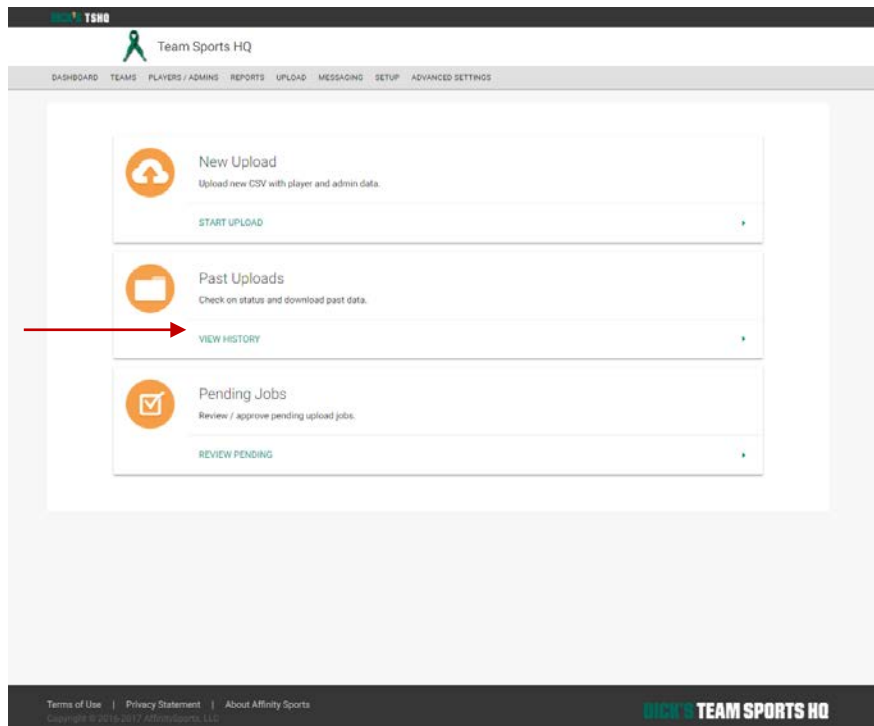 DICK'S TSHQ
Team Sports HQ
DASHBOARD TEAMS PLAYERS / ADMINS REPORTS UPLOAD MESSAGING SETUP ADVANCED SETTINGS
New Upload
Upload new CSV with player and admin data.
START UPLOAD
Past Uploads
Check on status and download past data.
VIEW HISTORY
Pending Jobs
Review / approve pending upload jobs.
REVIEW PENDING
Terms of Use | Privacy Statement | About Affinity Sports
Copyright © 2016-2017 AffinitySports, LLC
DICK'S TEAM SPORTS HQ